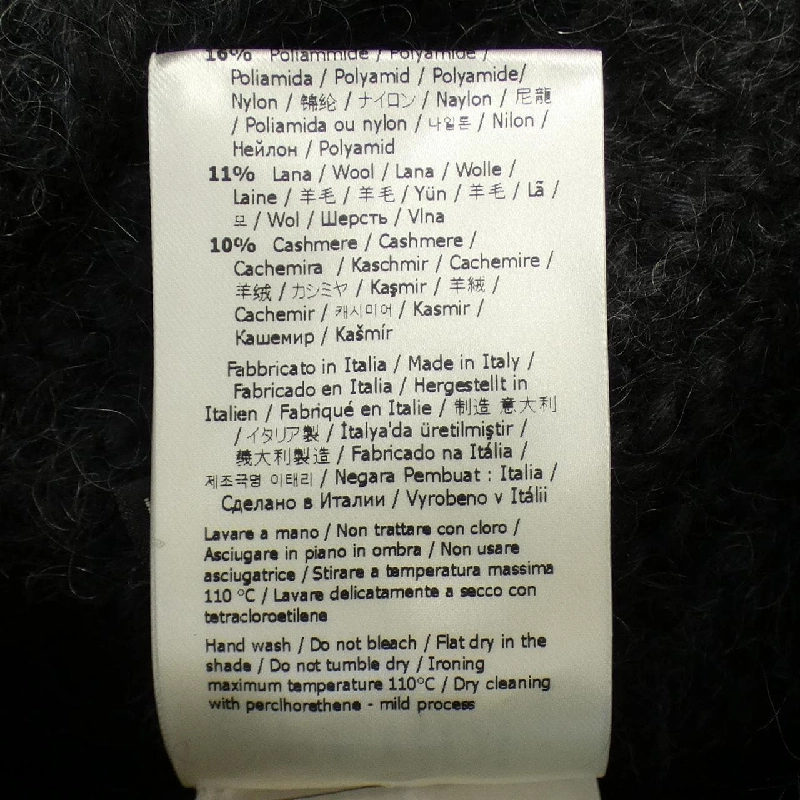 16% Poliammide / Polyamide /
Poliamida / Polyamid / Polyamide/
Nylon / 锦纶 / ナイロン / Naylon / 尼龍
/ Poliamida ou nylon / 나일론 / Nilon /
Нейлон / Polyamid
11% Lana / Wool / Lana / Wolle /
Laine / 羊毛 / 羊毛 / Yün / 羊毛 / Lã /
모 / Wol / Шерсть / Vlna
10% Cashmere / Cashmere /
Cachemira / Kaschmir / Cachemire /
羊绒 / カシミヤ / Kaşmir / 羊絨 /
Cachemir / 캐시미어 / Kasmir /
Кашемир / Kašmír
Fabbricato in Italia / Made in Italy /
Fabricado en Italia / Hergestellt in
Italien / Fabriqué en Italie / 制造 意大利
/ イタリア製 / İtalya'da üretilmiştir /
義大利製造 / Fabricado na Itália /
제조국명 이태리 / Negara Pembuat : Italia /
Сделано в Италии / Vyrobeno v Itálii
Lavare a mano / Non trattare con cloro /
Asciugare in piano in ombra / Non usare
asciugatrice / Stirare a temperatura massima
110 °C / Lavare delicatamente a secco con
tetracloroetilene
Hand wash / Do not bleach / Flat dry in the
shade / Do not tumble dry / Ironing
maximum temperature 110°C / Dry cleaning
with perclhorethene - mild process